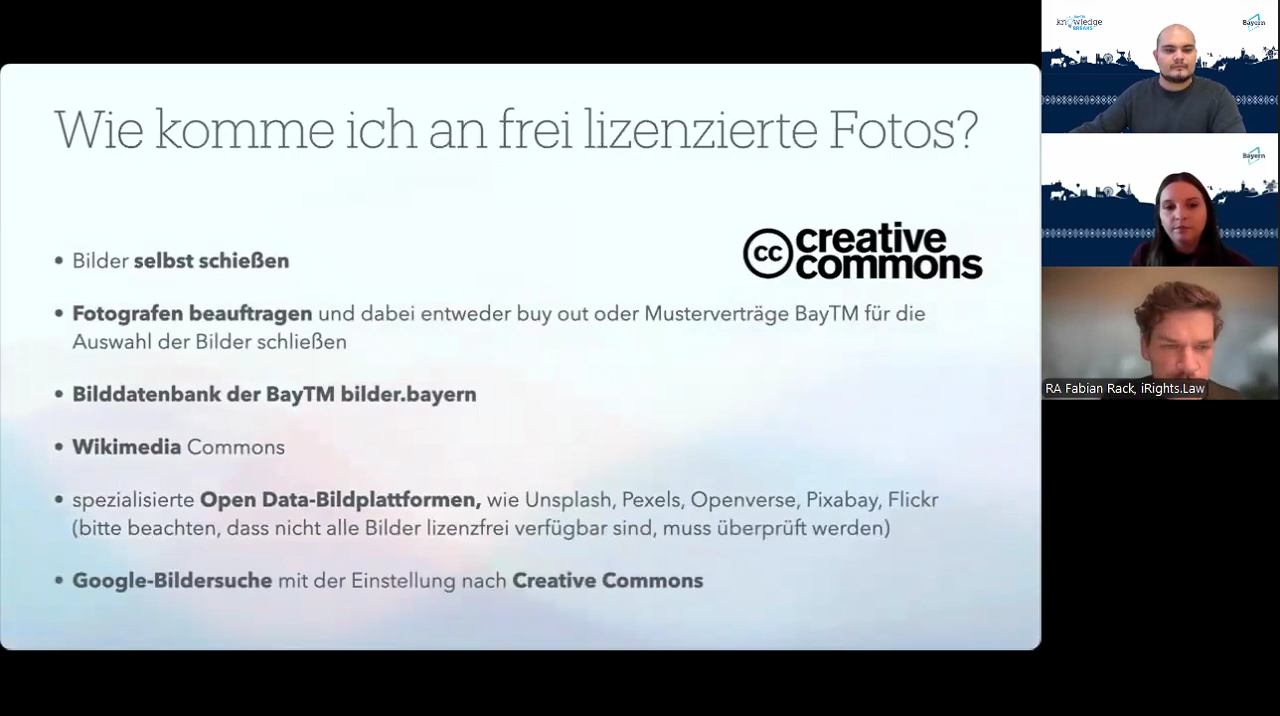 Wie komme ich an frei lizenzierte Fotos?
cc creative
commons
• Bilder selbst schießen
• Fotografen beauftragen und dabei entweder buy out oder Musterverträge BayTM für die
Auswahl der Bilder schließen
• Bilddatenbank der BayTM bilder.bayern
• Wikimedia Commons
• spezialisierte Open Data-Bildplattformen, wie Unsplash, Pexels, Openverse, Pixabay, Flickr
(bitte beachten, dass nicht alle Bilder lizenzfrei verfügbar sind, muss überprüft werden)
• Google-Bildersuche mit der Einstellung nach Creative Commons
knowledge
BREAKS
Bayern
Bayern
RA Fabian Rack, iRights.Law